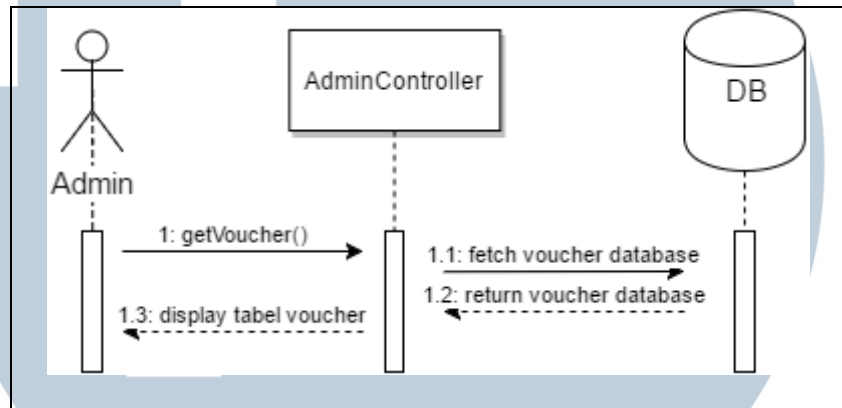 AdminController
DB
Admin
1: getVoucher()
1.1: fetch voucher database
1.2: return voucher database
1.3: display tabel voucher